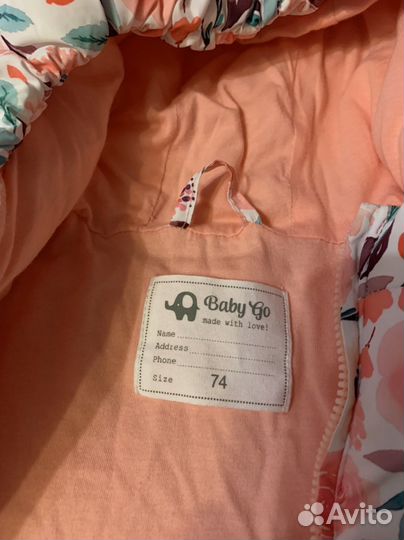 Baby Go
made with love!
Name
Address
Phone
Size 74
Avito